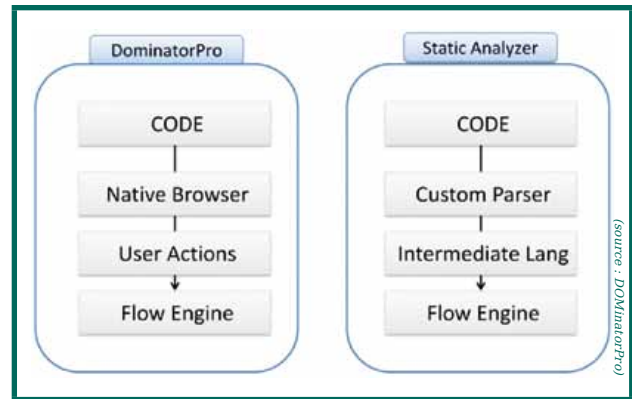 DominatorPro
CODE
Native Browser
User Actions
Flow Engine
Static Analyzer
CODE
Custom Parser
Intermediate Lang
Flow Engine
(source : DOMinatorPro)